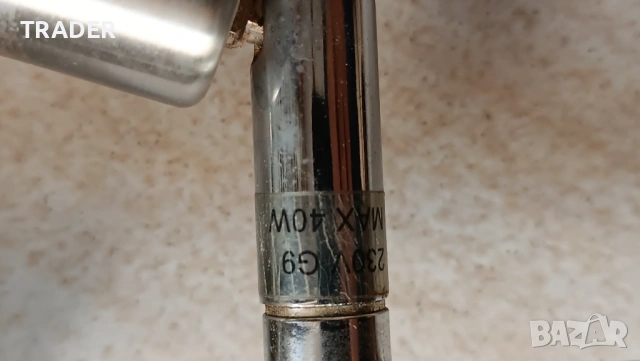 TRADER
230V G9
MAX 40W
BAZAR